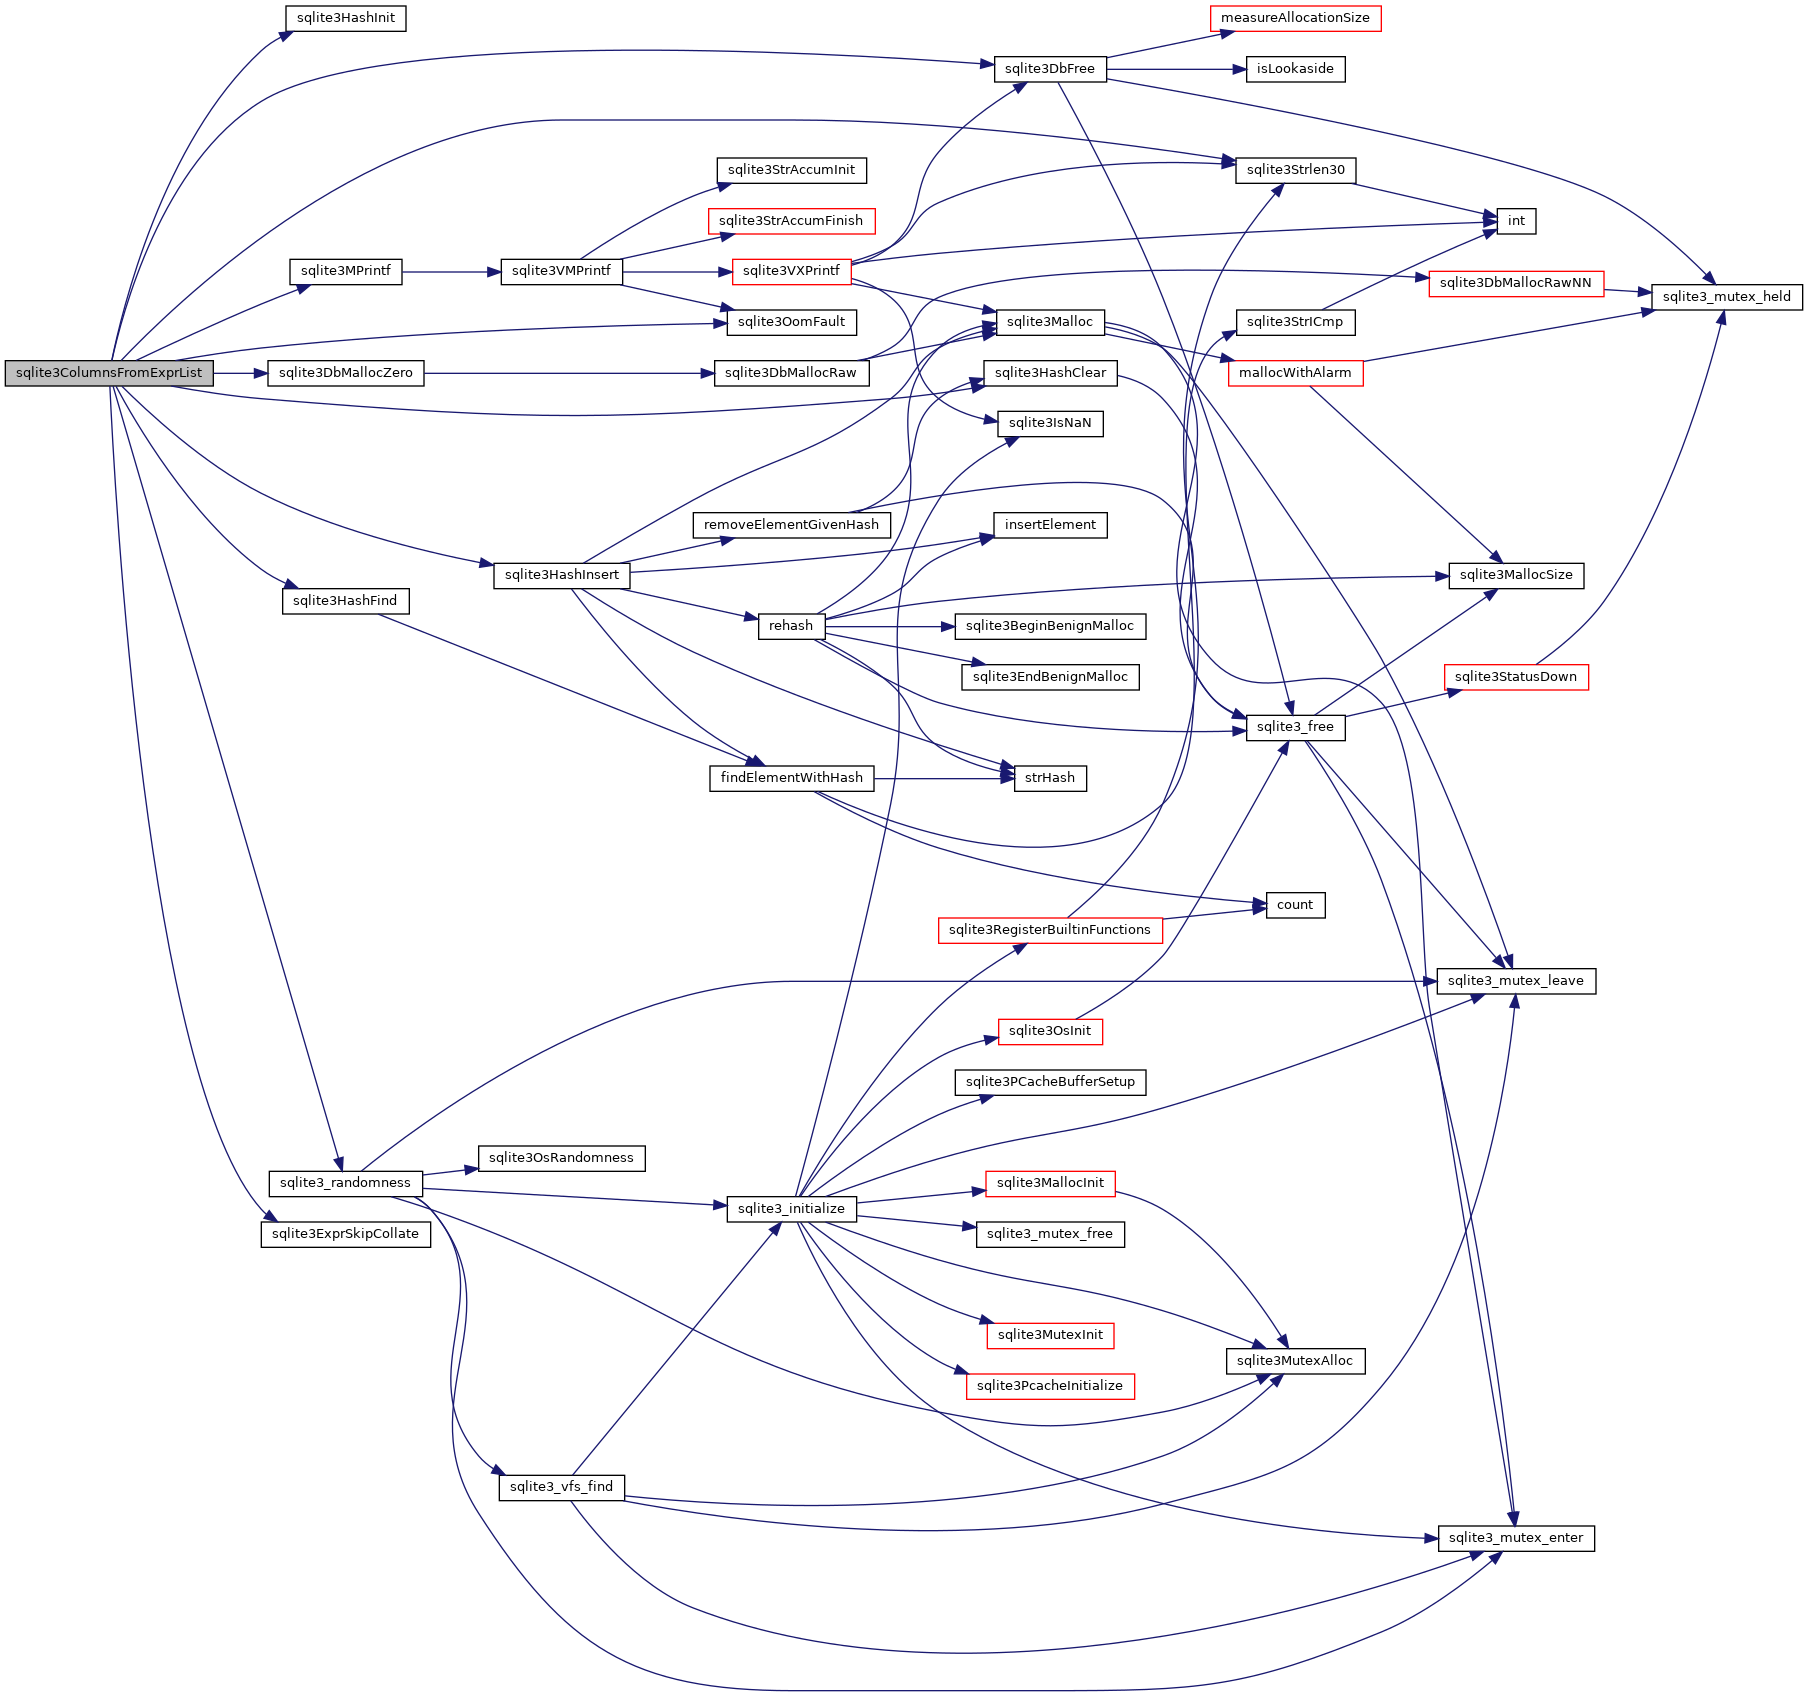 sqlite3HashInit
measureAllocationSize
sqlite3DbFree
isLookaside
sqlite3StrAccumInit
sqlite3Strlen30
sqlite3StrAccumFinish
int
sqlite3MPrintf
sqlite3VMPrintf
sqlite3VXPrintf
sqlite3DbMallocRawNN
sqlite3_mutex_held
sqlite3OomFault
sqlite3Malloc
sqlite3StrICmp
sqlite3ColumnsFromExprList
sqlite3DbMallocZero
sqlite3DbMallocRaw
sqlite3HashClear
mallocWithAlarm
sqlite3IsNaN
removeElementGivenHash
insertElement
sqlite3HashInsert
sqlite3MallocSize
sqlite3HashFind
rehash
sqlite3BeginBenignMalloc
sqlite3EndBenignMalloc
sqlite3StatusDown
sqlite3_free
findElementWithHash
strHash
count
sqlite3RegisterBuiltinFunctions
sqlite3_mutex_leave
sqlite3OsInit
sqlite3PCacheBufferSetup
sqlite3OsRandomness
sqlite3_randomness
sqlite3MallocInit
sqlite3_initialize
sqlite3ExprSkipCollate
sqlite3_mutex_free
sqlite3MutexInit
sqlite3MutexAlloc
sqlite3PcacheInitialize
sqlite3_vfs_find
sqlite3_mutex_enter